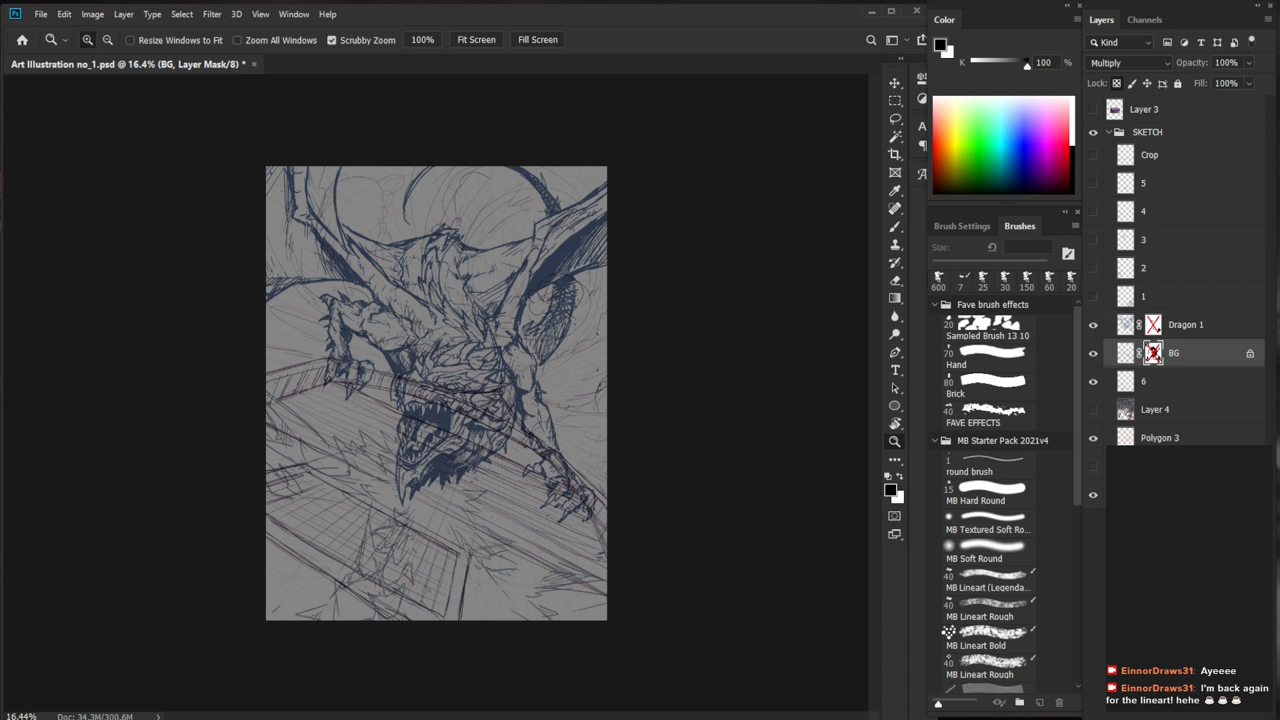 Ps File Edit Image Layer Type Select Filter 3D View Window Help
Resize Windows to Fit Zoom All Windows Scrubby Zoom 100% Fit Screen Fill Screen
Art Illustration no_1.psd @ 16.4% (BG, Layer Mask/8) *
16.44% Doc: 34.3M/300.6M
Color
K 100 %
Brush Settings Brushes
Size:
600 7 25 30 150 60 20
Fave brush effects
20
Sampled Brush 13 10
70
Hand
80
Brick
40
FAVE EFFECTS
MB Starter Pack 2021v4
1
round brush
15
MB Hard Round
MB Textured Soft Ro...
MB Soft Round
40
MB Lineart (Legenda...
40
MB Lineart Rough
MB Lineart Bold
40
MB Lineart Rough
Layers Channels
Kind
Multiply Opacity: 100%
Lock: Fill: 100%
Layer 3
SKETCH
Crop
5
4
3
2
1
Dragon 1
BG
6
Layer 4
Polygon 3
EinnorDraws31: Ayeeee
EinnorDraws31: I'm back again
for the lineart! hehe